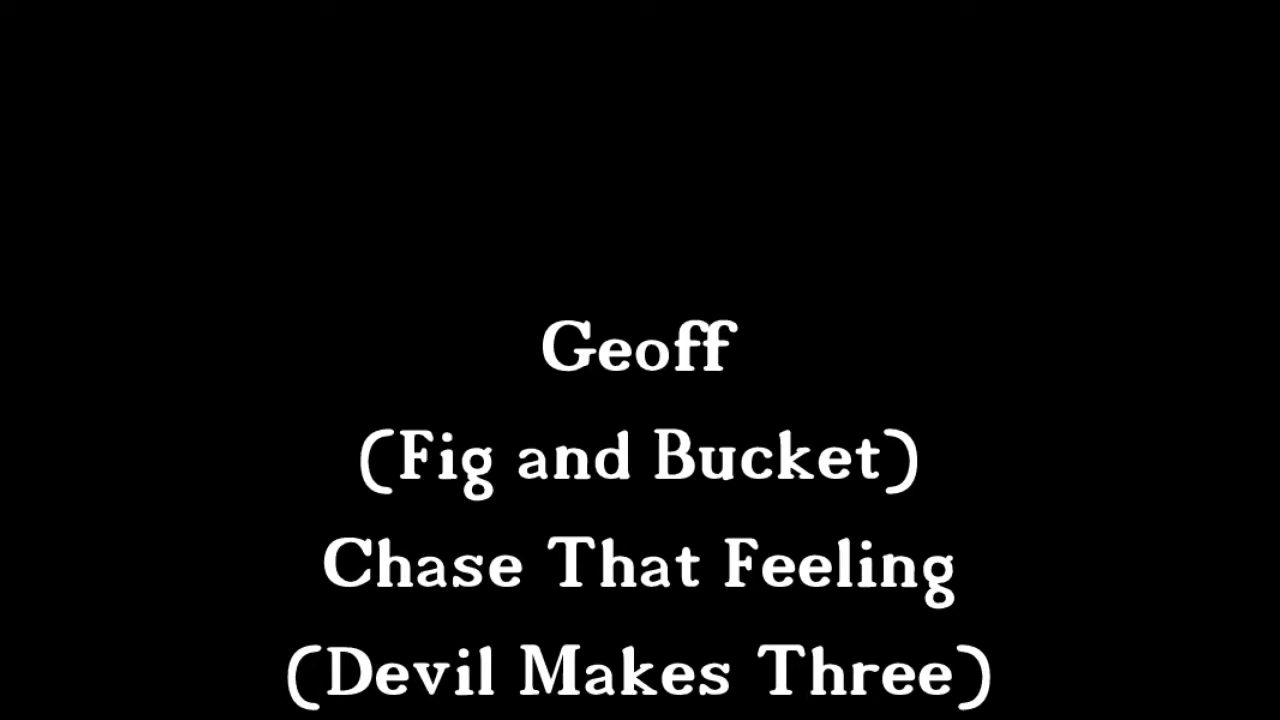 Geoff
(Fig and Bucket)
Chase That Feeling
(Devil Makes Three)